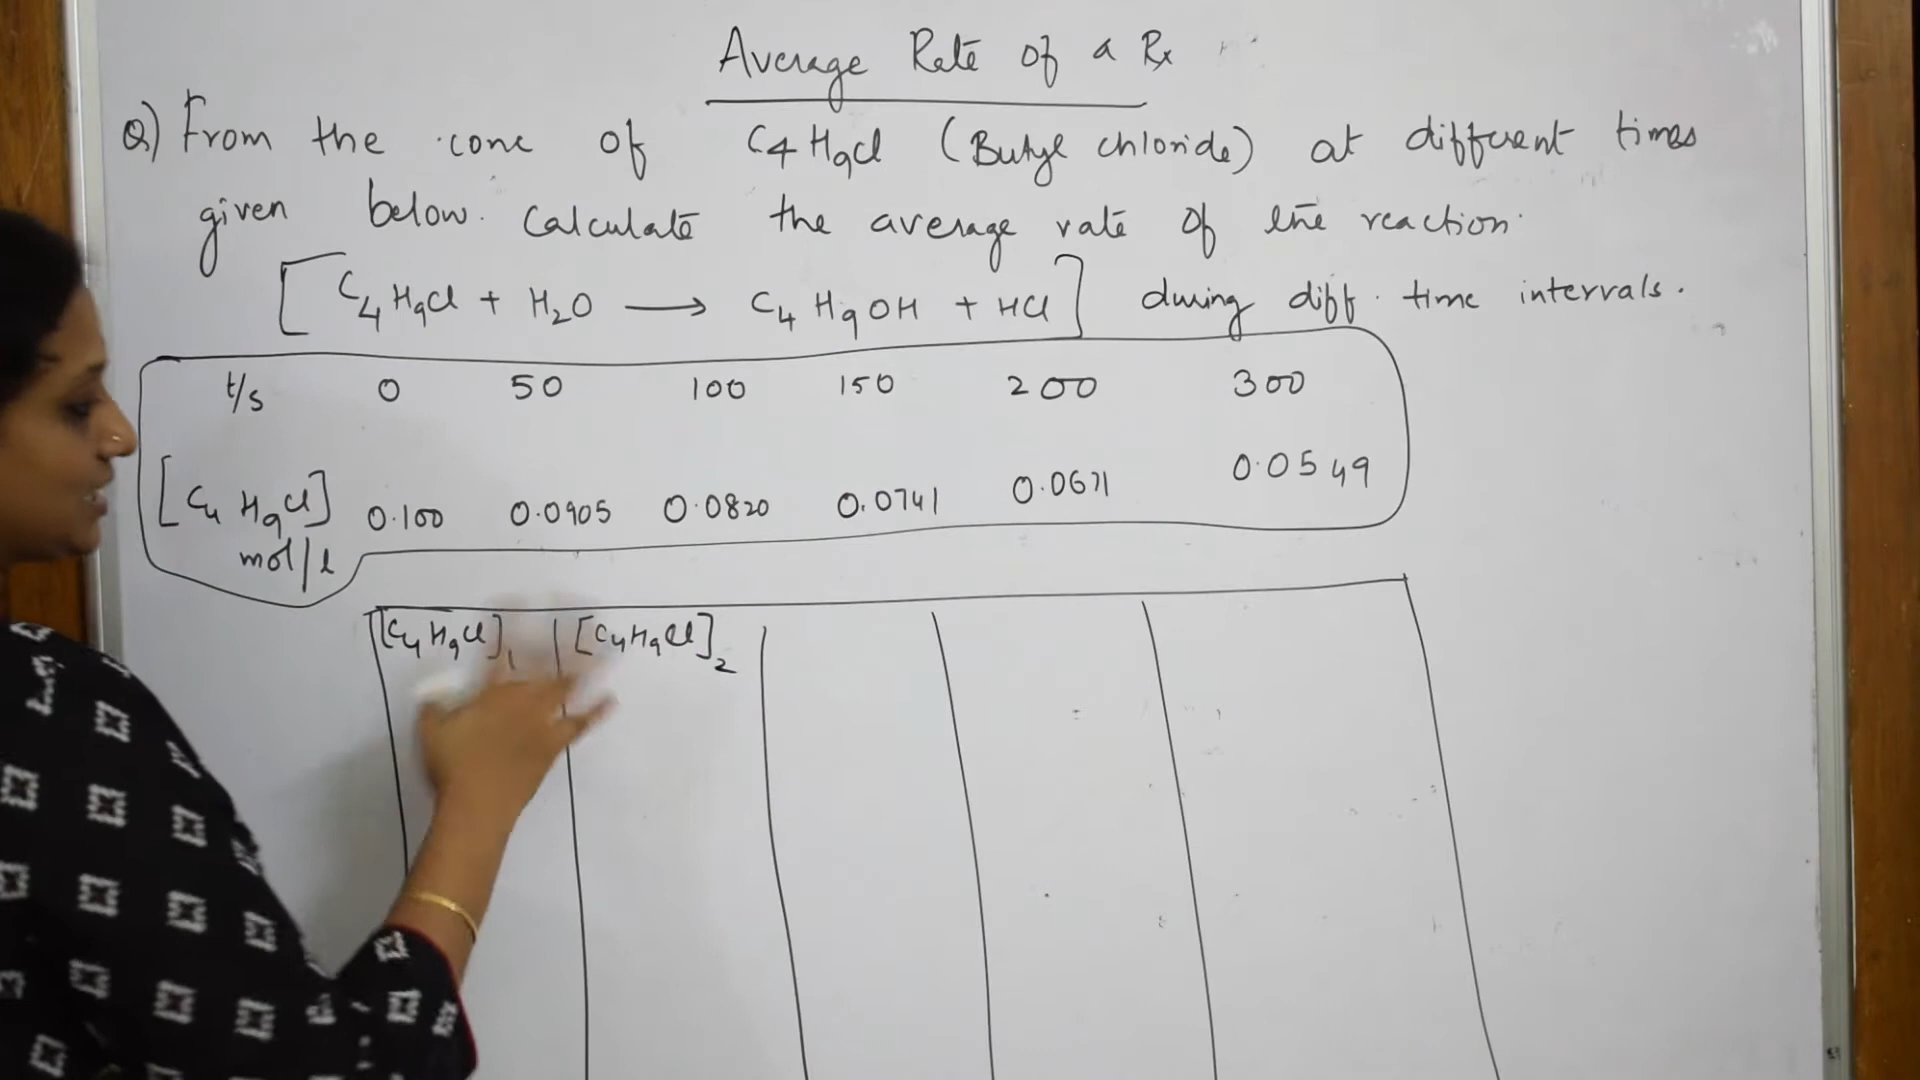 Average Rate of a Rx
Q) From the conc of C4H9Cl (Butyl chloride) at different times
given below. Calculate the average rate of the reaction.
[C4H9Cl + H2O → C4H9OH + HCl] during diff. time intervals.
t/s 0 50 100 150 200 300
[C4H9Cl] mol/l 0.100 0.0905 0.0820 0.0741 0.0671 0.0549
[C4H9Cl]1 [C4H9Cl]2